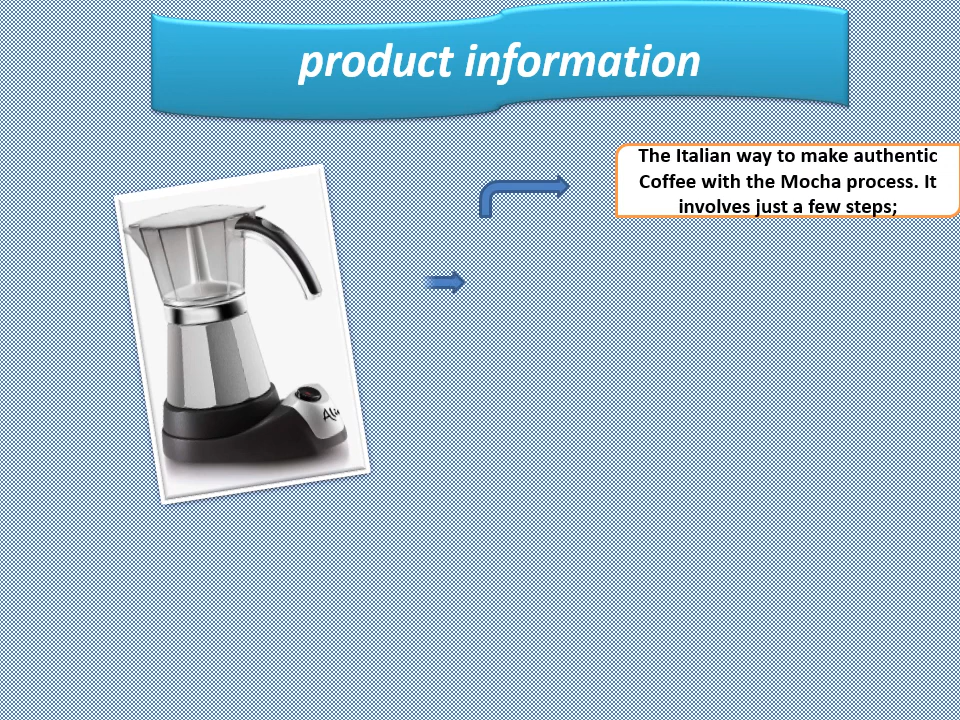 product information
The Italian way to make authentic
Coffee with the Mocha process. It
involves just a few steps;